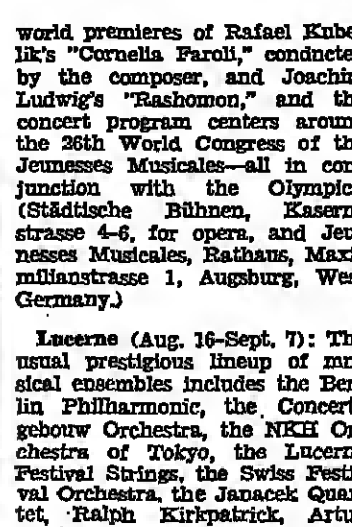 world premieres of Rafael Kube
lik's "Cornelia Faroli," conducte
by the composer, and Joachim
Ludwig's "Rashomon," and th
concert program centers aroun
the 26th World Congress of th
Jeunesses Musicales—all in con
junction with the Olympic
(Städtische Bühnen, Kasern
strasse 4-6, for opera, and Jeu
nesses Musicales, Rathaus, Maxi
milianstrasse 1, Augsburg, Wes
Germany.)
Lucerne (Aug. 16-Sept. 7): Th
usual prestigious lineup of mu
sical ensembles includes the Ber
lin Philharmonic, the Concert
gebouw Orchestra, the NKH Or
chestra of Tokyo, the Lucern
Festival Strings, the Swiss Festi
val Orchestra, the Janacek Quar
tet, Ralph Kirkpatrick, Artu